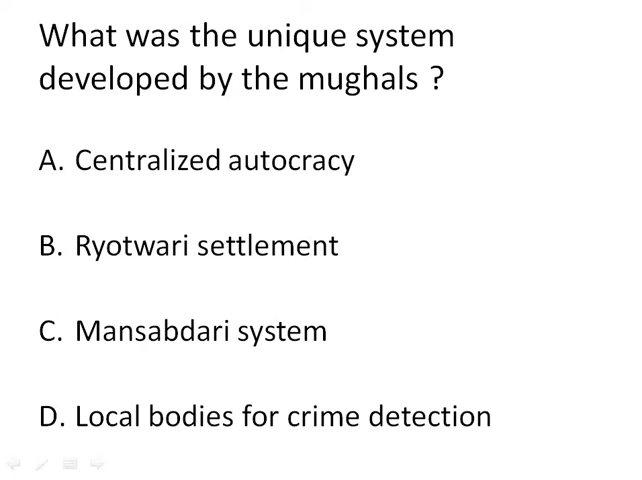 What was the unique system
developed by the mughals ?
A. Centralized autocracy
B. Ryotwari settlement
C. Mansabdari system
D. Local bodies for crime detection